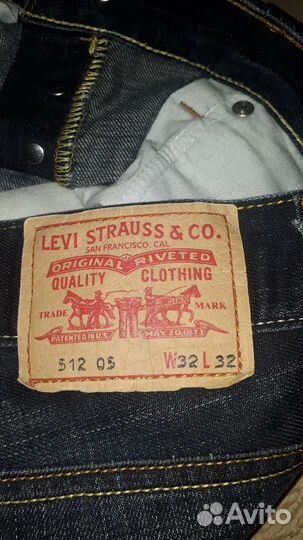 LEVI STRAUSS & CO.
SAN FRANCISCO, CAL.
ORIGINAL RIVETED
QUALITY CLOTHING
TRADE MARK
PATENTED IN U.S. MAY 20 1873
512 05 W32 L 32
Avito